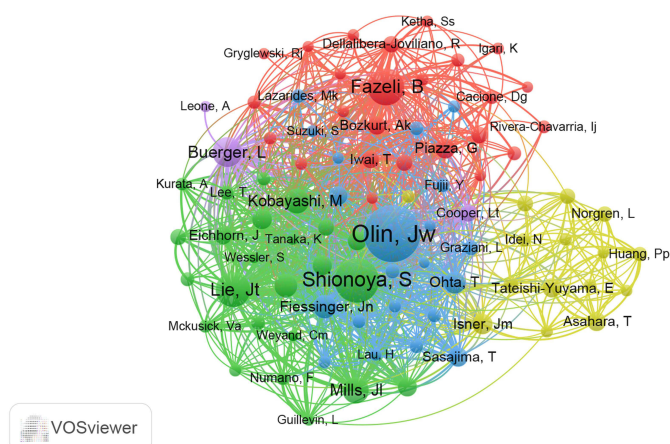 Ketha, Ss
Dellalibera-Joviliano, R
Igari, K
Gryglewski, Rj
Fazeli, B
Leone, A
Lazarides, Mk
Cacione, Dg
Suzuki, S
Bozkurt, Ak
Rivera-Chavarria, Ij
Buerger, L
Iwai, T
Piazza, G
Kurata, A
Lee, T
Fujii, Y
Kobayashi, M
Cooper, Lt
Norgren, L
Eichhorn, J
Tanaka, K
Olin, Jw
Graziani, L
Idei, N
Wessler, S
Huang, Pp
Lie, Jt
Shionoya, S
Ohta, T
Tateishi-Yuyama, E
Fiessinger, Jn
Mckusick, Va
Weyand, Cm
Isner, Jm
Asahara, T
Lau, H
Sasajima, T
Numano, F
Mills, Jl
Guillevin, L
VOSviewer